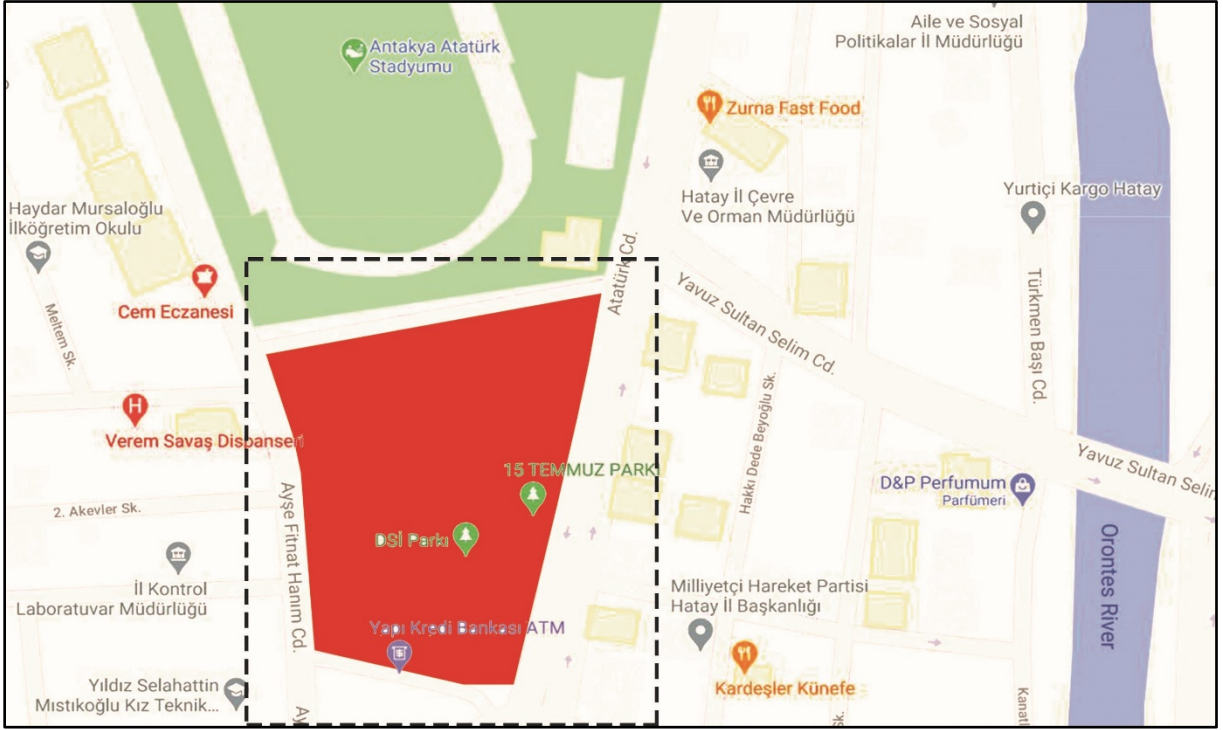 Aile ve Sosyal
Politikalar İl Müdürlüğü
Antakya Atatürk
Stadyumu
Zurna Fast Food
Hatay İl Çevre
Ve Orman Müdürlüğü
Yurtiçi Kargo Hatay
Haydar Mursaloğlu
İlköğretim Okulu
Cem Eczanesi
Meltem Sk.
Atatürk Cd.
Yavuz Sultan Selim Cd.
Türkmen Başı Cd.
H
Verem Savaş Dispanseri
Hakkı Dede Beyoğlu Sk.
Yavuz Sultan Selim
15 TEMMUZ PARKI
D&P Perfumum
Parfümeri
2. Akevler Sk.
Ayşe Fitnat Hanım Cd.
DSİ Parkı
Orontes River
İl Kontrol
Laboratuvar Müdürlüğü
Milliyetçi Hareket Partisi
Hatay İl Başkanlığı
Yapı Kredi Bankası ATM
Kardeşler Künefe
Yıldız Selahattin
Mıstıkoğlu Kız Teknik...
Ay
Sk.
Kanatl